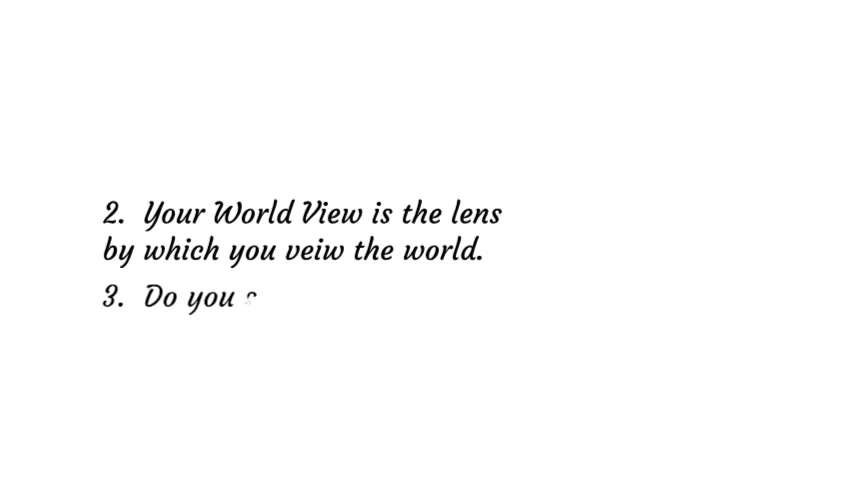 2. Your World View is the lens
by which you veiw the world.
3. Do you